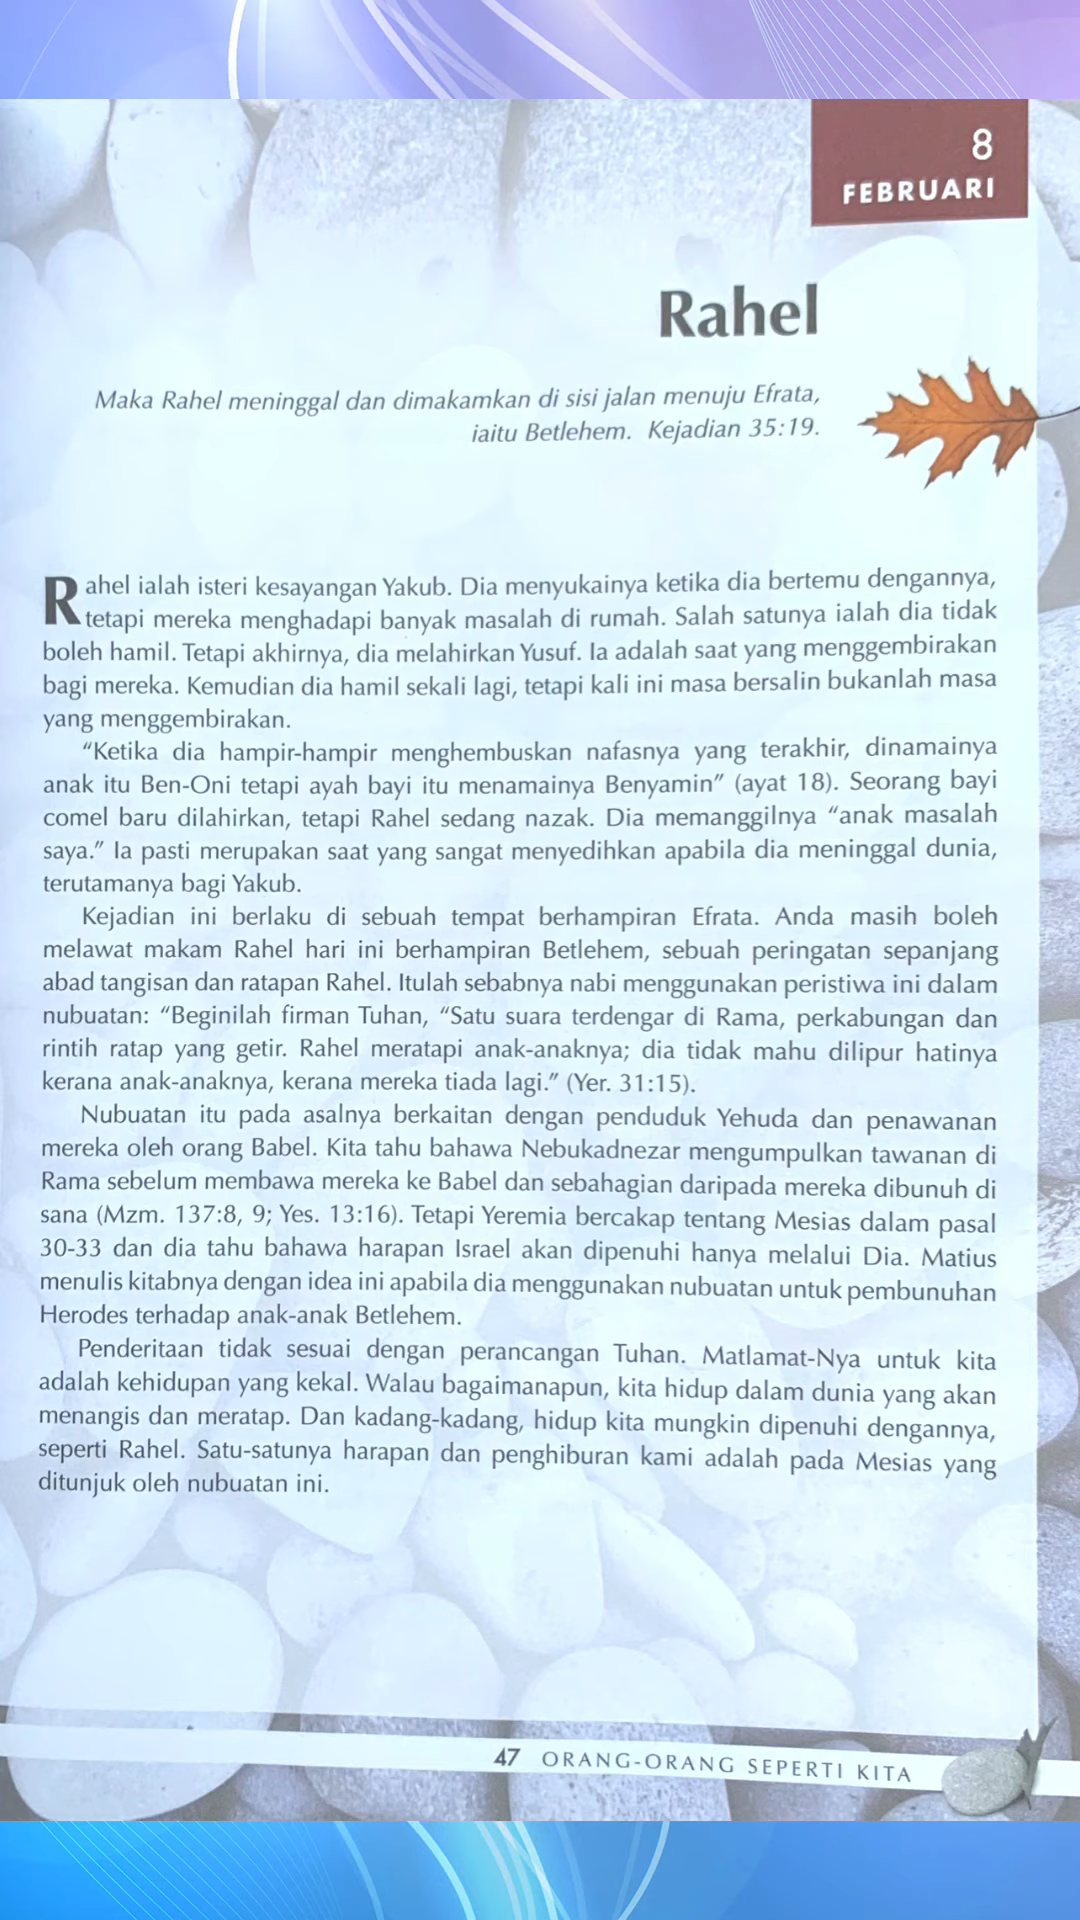 8
FEBRUARI
Rahel
Maka Rahel meninggal dan dimakamkan di sisi jalan menuju Efrata,
iaitu Betlehem. Kejadian 35:19.
Rahel ialah isteri kesayangan Yakub. Dia menyukainya ketika dia bertemu dengannya,
tetapi mereka menghadapi banyak masalah di rumah. Salah satunya ialah dia tidak
boleh hamil. Tetapi akhirnya, dia melahirkan Yusuf. Ia adalah saat yang menggembirakan
bagi mereka. Kemudian dia hamil sekali lagi, tetapi kali ini masa bersalin bukanlah masa
yang menggembirakan.
“Ketika dia hampir-hampir menghembuskan nafasnya yang terakhir, dinamainya
anak itu Ben-Oni tetapi ayah bayi itu menamainya Benyamin” (ayat 18). Seorang bayi
comel baru dilahirkan, tetapi Rahel sedang nazak. Dia memanggilnya “anak masalah
saya.” Ia pasti merupakan saat yang sangat menyedihkan apabila dia meninggal dunia,
terutamanya bagi Yakub.
Kejadian ini berlaku di sebuah tempat berhampiran Efrata. Anda masih boleh
melawat makam Rahel hari ini berhampiran Betlehem, sebuah peringatan sepanjang
abad tangisan dan ratapan Rahel. Itulah sebabnya nabi menggunakan peristiwa ini dalam
nubuatan: “Beginilah firman Tuhan, “Satu suara terdengar di Rama, perkabungan dan
rintih ratap yang getir. Rahel meratapi anak-anaknya; dia tidak mahu dilipur hatinya
kerana anak-anaknya, kerana mereka tiada lagi.” (Yer. 31:15).
Nubuatan itu pada asalnya berkaitan dengan penduduk Yehuda dan penawanan
mereka oleh orang Babel. Kita tahu bahawa Nebukadnezar mengumpulkan tawanan di
Rama sebelum membawa mereka ke Babel dan sebahagian daripada mereka dibunuh di
sana (Mzm. 137:8, 9; Yes. 13:16). Tetapi Yeremia bercakap tentang Mesias dalam pasal
30-33 dan dia tahu bahawa harapan Israel akan dipenuhi hanya melalui Dia. Matius
menulis kitabnya dengan idea ini apabila dia menggunakan nubuatan untuk pembunuhan
Herodes terhadap anak-anak Betlehem.
Penderitaan tidak sesuai dengan perancangan Tuhan. Matlamat-Nya untuk kita
adalah kehidupan yang kekal. Walau bagaimanapun, kita hidup dalam dunia yang akan
menangis dan meratap. Dan kadang-kadang, hidup kita mungkin dipenuhi dengannya,
seperti Rahel. Satu-satunya harapan dan penghiburan kami adalah pada Mesias yang
ditunjuk oleh nubuatan ini.
47 ORANG-ORANG SEPERTI KITA